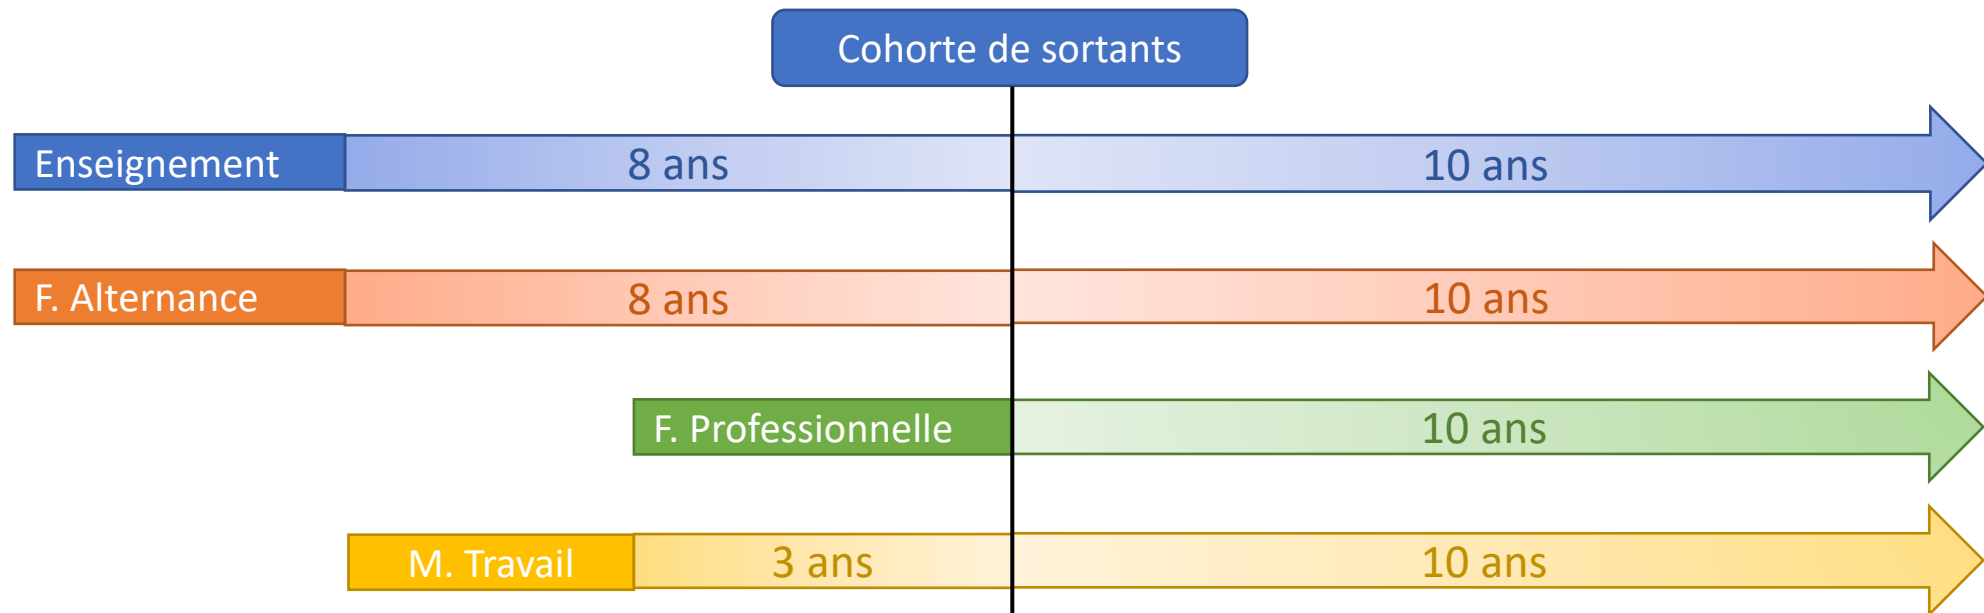 Cohorte de sortants
Enseignement 8 ans 10 ans
F. Alternance 8 ans 10 ans
F. Professionnelle 10 ans
M. Travail 3 ans 10 ans